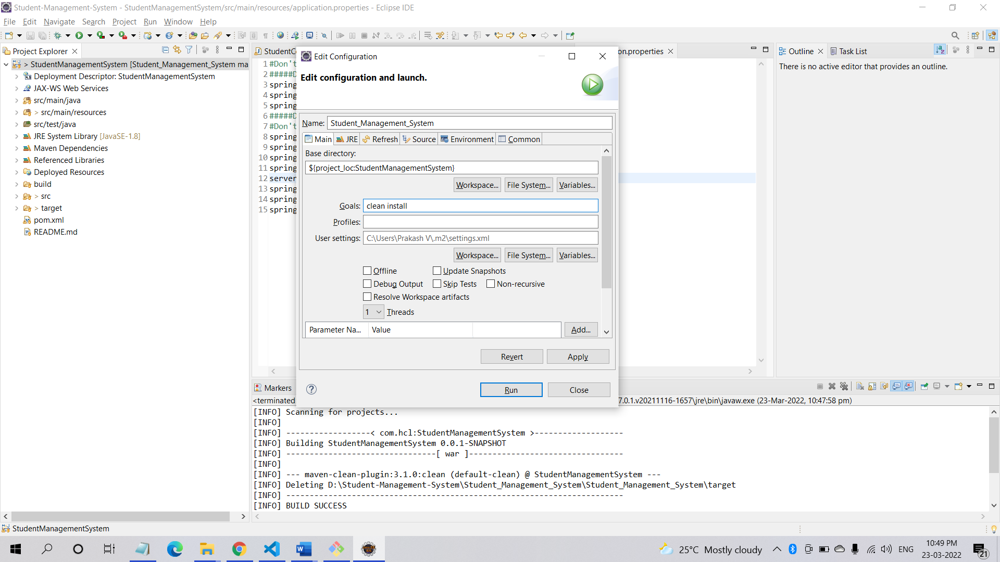 Student-Management-System - StudentManagementSystem/src/main/resources/application.properties - Eclipse IDE
File Edit Navigate Search Project Run Window Help
Project Explorer
> StudentManagementSystem [Student_Management_System ma
Deployment Descriptor: StudentManagementSystem
JAX-WS Web Services
src/main/java
> src/main/resources
src/test/java
JRE System Library [JavaSE-1.8]
Maven Dependencies
Referenced Libraries
Deployed Resources
build
> src
> target
pom.xml
README.md
StudentC
on.properties
1 #Don't
2 #####D
3 spring
4 spring
5 spring
6 #####D
7 #Don't
8 spring
9 spring
10 spring
11 spring
12 server
13 spring
14 spring
15 spring
Edit Configuration
Edit configuration and launch.
Name: Student_Management_System
Main JRE Refresh Source Environment Common
Base directory:
${project_loc:StudentManagementSystem}
Workspace... File System... Variables...
Goals: clean install
Profiles:
User settings: C:\Users\Prakash V\.m2\settings.xml
Workspace... File System... Variables...
Offline Update Snapshots
Debug Output Skip Tests Non-recursive
Resolve Workspace artifacts
1 Threads
Parameter Na... Value Add...
Revert Apply
Run Close
Outline Task List
There is no active editor that provides an outline.
Markers
<terminated 7.0.1.v20211116-1657\jre\bin\javaw.exe (23-Mar-2022, 10:47:58 pm)
[INFO] Scanning for projects...
[INFO]
[INFO] ------------------< com.hcl:StudentManagementSystem >-------------------
[INFO] Building StudentManagementSystem 0.0.1-SNAPSHOT
[INFO] --------------------------------[ war ]---------------------------------
[INFO]
[INFO] --- maven-clean-plugin:3.1.0:clean (default-clean) @ StudentManagementSystem ---
[INFO] Deleting D:\Student-Management-System\Student_Management_System\Student_Management_System\target
[INFO] ------------------------------------------------------------------------
[INFO] BUILD SUCCESS
StudentManagementSystem
25°C Mostly cloudy
ENG
10:49 PM
23-03-2022
21